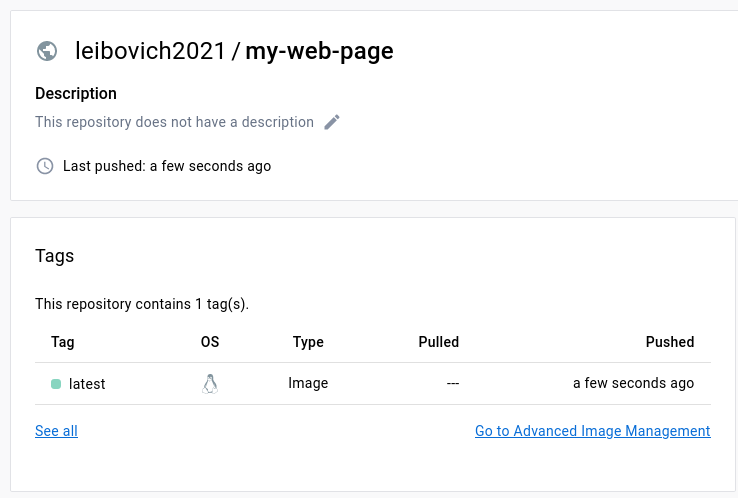 leibovich2021 / my-web-page
Description
This repository does not have a description
Last pushed: a few seconds ago
Tags
This repository contains 1 tag(s).
Tag OS Type Pulled Pushed
latest Image --- a few seconds ago
See all Go to Advanced Image Management